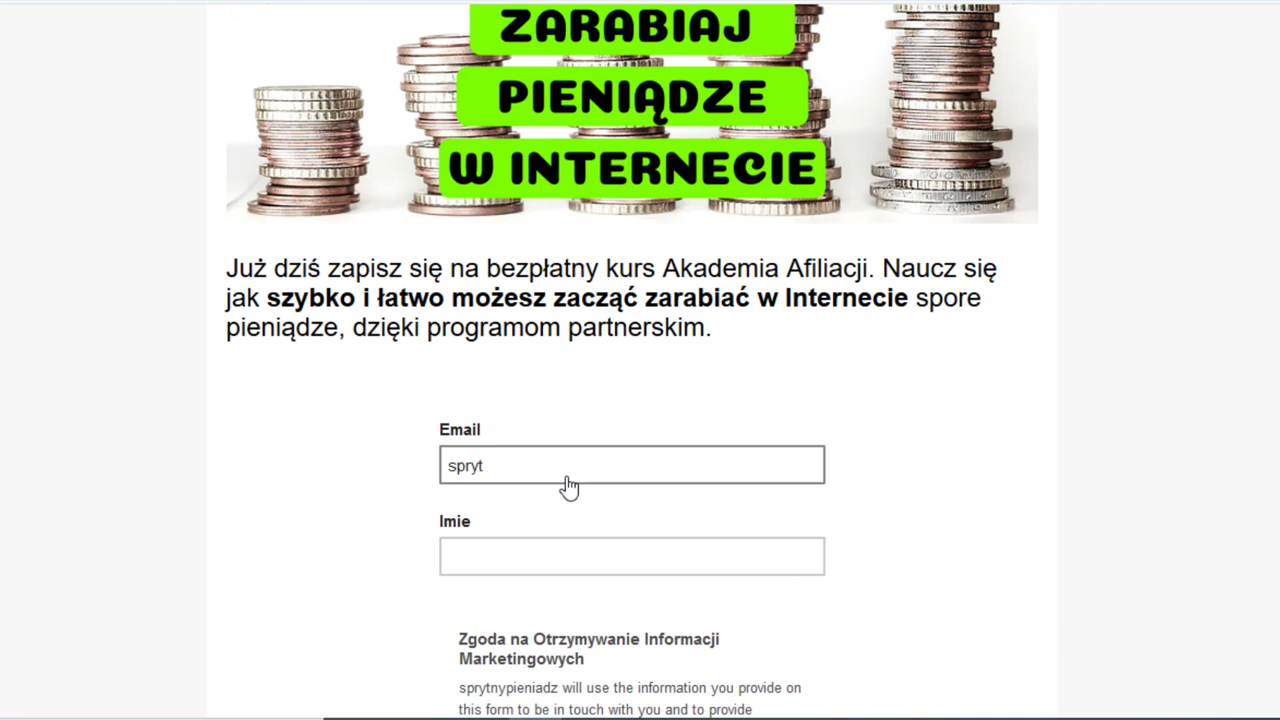 ZARABIAJ
PIENIĄDZE
W INTERNECIE
Już dziś zapisz się na bezpłatny kurs Akademia Afiliacji. Naucz się
jak szybko i łatwo możesz zacząć zarabiać w Internecie spore
pieniądze, dzięki programom partnerskim.
Email
spryt
Imie
Zgoda na Otrzymywanie Informacji
Marketingowych
sprytnypieniadz will use the information you provide on
this form to be in touch with you and to provide